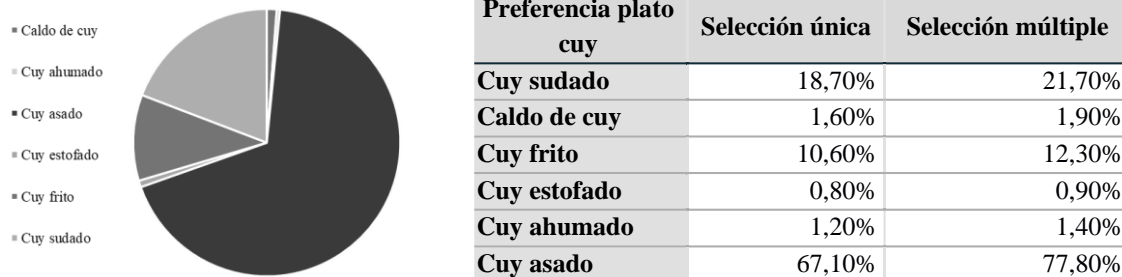 Caldo de cuy
Cuy ahumado
Cuy asado
Cuy estofado
Cuy frito
Cuy sudado
Preferencia plato cuy Selección única Selección múltiple
Cuy sudado 18,70% 21,70%
Caldo de cuy 1,60% 1,90%
Cuy frito 10,60% 12,30%
Cuy estofado 0,80% 0,90%
Cuy ahumado 1,20% 1,40%
Cuy asado 67,10% 77,80%